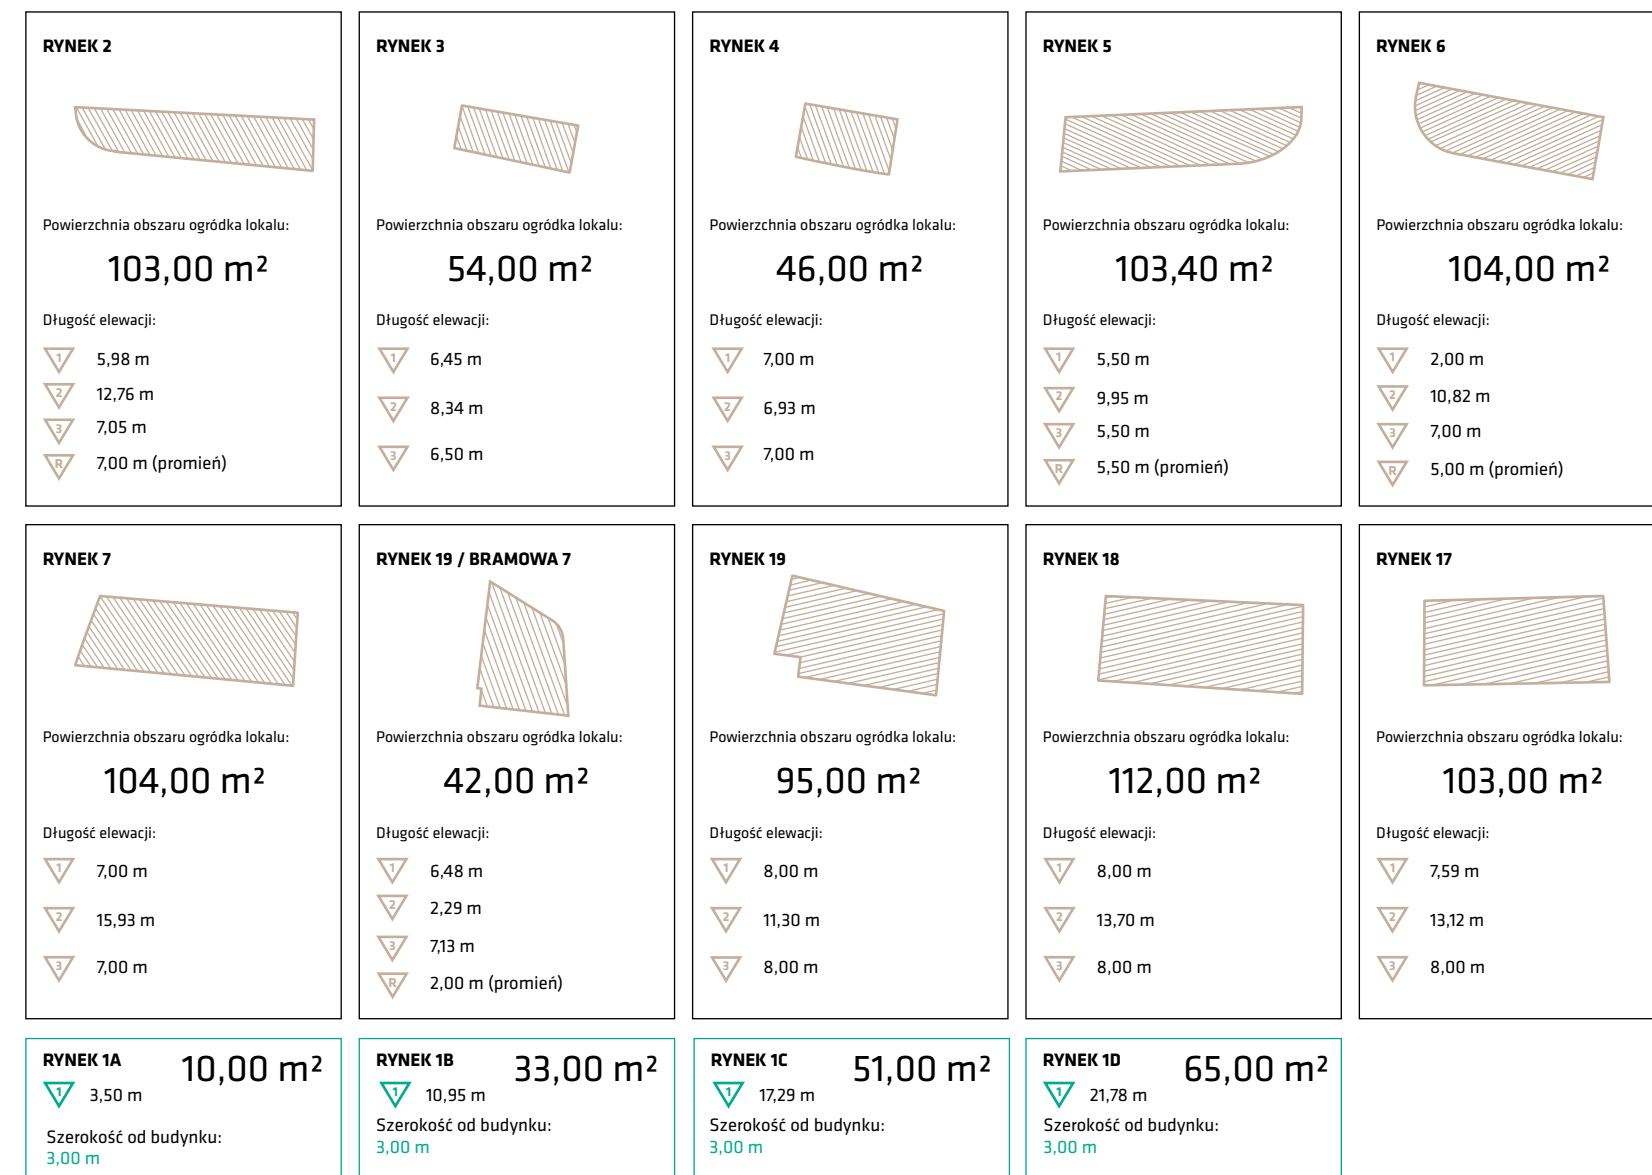 RYNEK 2
Powierzchnia obszaru ogródka lokalu:
103,00 m²
Długość elewacji:
1 5,98 m
2 12,76 m
3 7,05 m
R 7,00 m (promień)
RYNEK 3
Powierzchnia obszaru ogródka lokalu:
54,00 m²
Długość elewacji:
1 6,45 m
2 8,34 m
3 6,50 m
RYNEK 4
Powierzchnia obszaru ogródka lokalu:
46,00 m²
Długość elewacji:
1 7,00 m
2 6,93 m
3 7,00 m
RYNEK 5
Powierzchnia obszaru ogródka lokalu:
103,40 m²
Długość elewacji:
1 5,50 m
2 9,95 m
3 5,50 m
R 5,50 m (promień)
RYNEK 6
Powierzchnia obszaru ogródka lokalu:
104,00 m²
Długość elewacji:
1 2,00 m
2 10,82 m
3 7,00 m
R 5,00 m (promień)
RYNEK 7
Powierzchnia obszaru ogródka lokalu:
104,00 m²
Długość elewacji:
1 7,00 m
2 15,93 m
3 7,00 m
RYNEK 19 / BRAMOWA 7
Powierzchnia obszaru ogródka lokalu:
42,00 m²
Długość elewacji:
1 6,48 m
2 2,29 m
3 7,13 m
R 2,00 m (promień)
RYNEK 19
Powierzchnia obszaru ogródka lokalu:
95,00 m²
Długość elewacji:
1 8,00 m
2 11,30 m
3 8,00 m
RYNEK 18
Powierzchnia obszaru ogródka lokalu:
112,00 m²
Długość elewacji:
1 8,00 m
2 13,70 m
3 8,00 m
RYNEK 17
Powierzchnia obszaru ogródka lokalu:
103,00 m²
Długość elewacji:
1 7,59 m
2 13,12 m
3 8,00 m
RYNEK 1A 10,00 m²
1 3,50 m
Szerokość od budynku:
3,00 m
RYNEK 1B 33,00 m²
1 10,95 m
Szerokość od budynku:
3,00 m
RYNEK 1C 51,00 m²
1 17,29 m
Szerokość od budynku:
3,00 m
RYNEK 1D 65,00 m²
1 21,78 m
Szerokość od budynku:
3,00 m